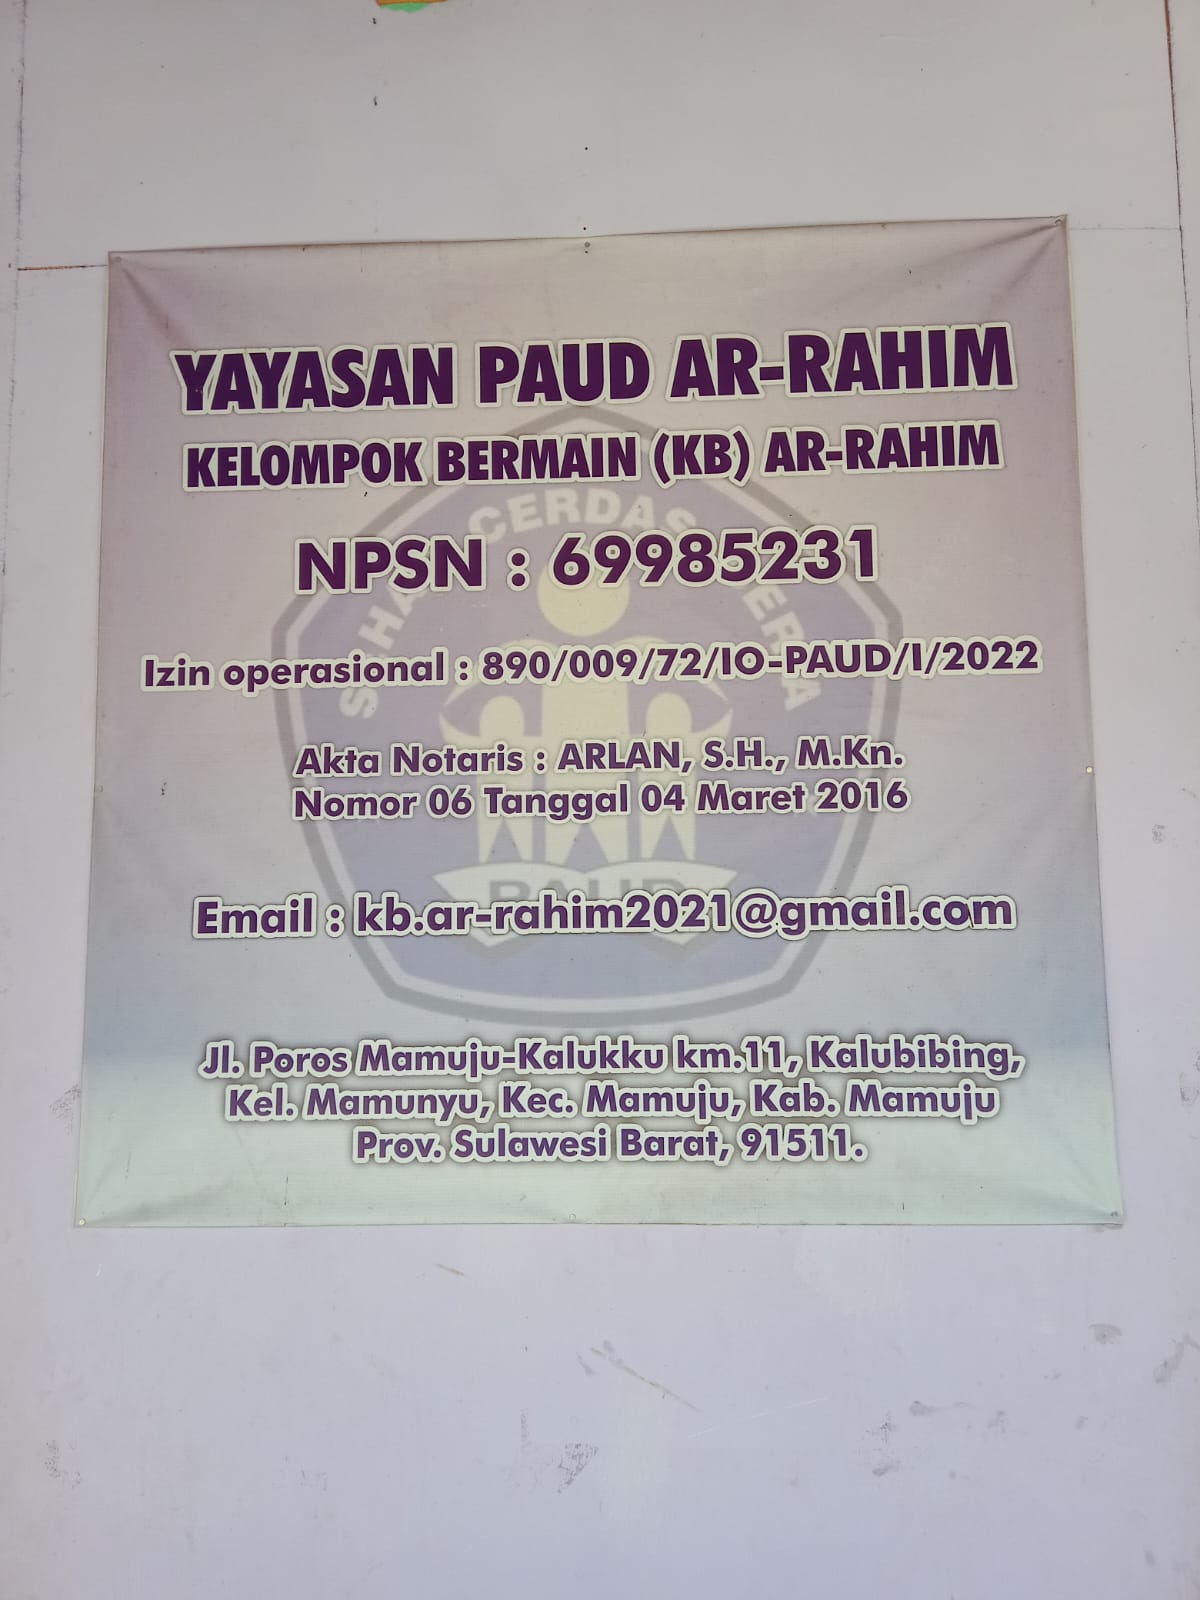 YAYASAN PAUD AR-RAHIM
KELOMPOK BERMAIN (KB) AR-RAHIM
CERDAS
NPSN : 69985231
Izin operasional : 890/009/72/IO-PAUD/I/2022
Akta Notaris : ARLAN, S.H., M.Kn.
Nomor 06 Tanggal 04 Maret 2016
PAUD
Email : kb.ar-rahim2021@gmail.com
Jl. Poros Mamuju-Kalukku km.11, Kalubibing,
Kel. Mamunyu, Kec. Mamuju, Kab. Mamuju
Prov. Sulawesi Barat, 91511.